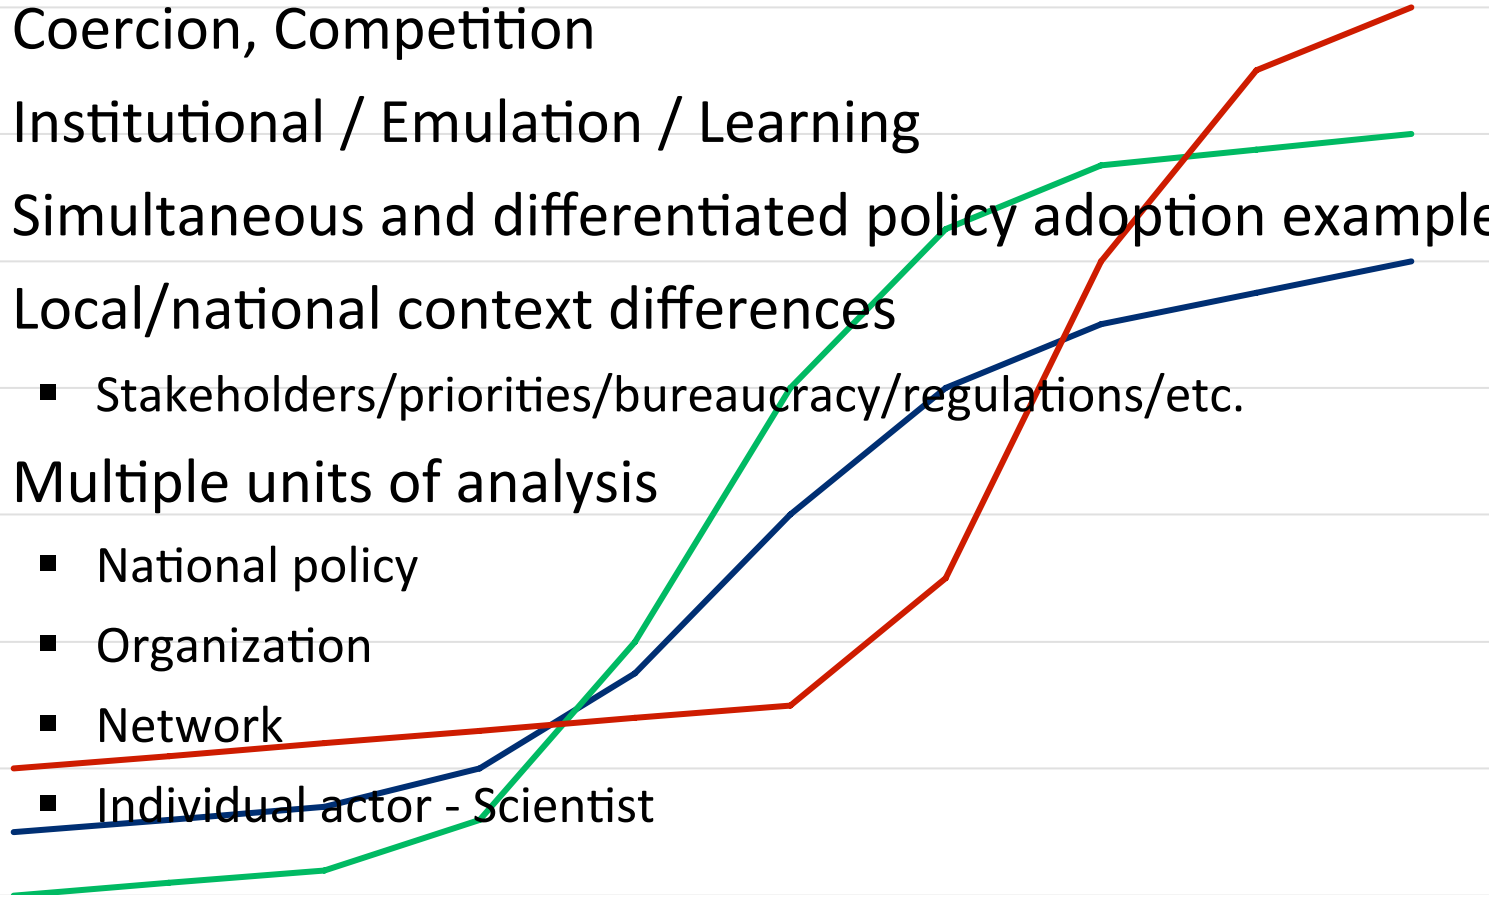 Coercion, Competition
Institutional / Emulation / Learning
Simultaneous and differentiated policy adoption example
Local/national context differences
▪ Stakeholders/priorities/bureaucracy/regulations/etc.
Multiple units of analysis
▪ National policy
▪ Organization
▪ Network
▪ Individual actor - Scientist